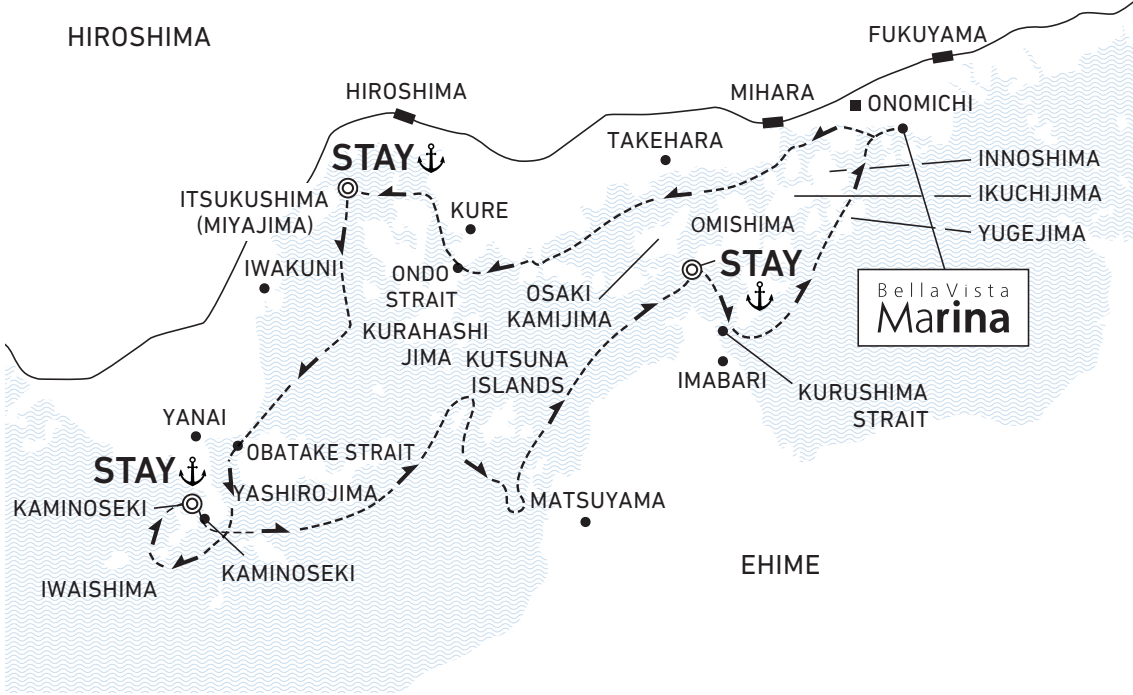 HIROSHIMA
FUKUYAMA
HIROSHIMA
MIHARA
ONOMICHI
TAKEHARA
STAY
INNOSHIMA
ITSUKUSHIMA
(MIYAJIMA)
IKUCHIJIMA
KURE
OMISHIMA
YUGEJIMA
IWAKUNI
ONDO
STRAIT
STAY
OSAKI
KAMIJIMA
BellaVista
Marina
KURAHASHI
JIMA
KUTSUNA
ISLANDS
IMABARI
KURUSHIMA
STRAIT
YANAI
OBATAKE STRAIT
STAY
YASHIROJIMA
MATSUYAMA
KAMINOSEKI
IWAISHIMA
KAMINOSEKI
EHIME